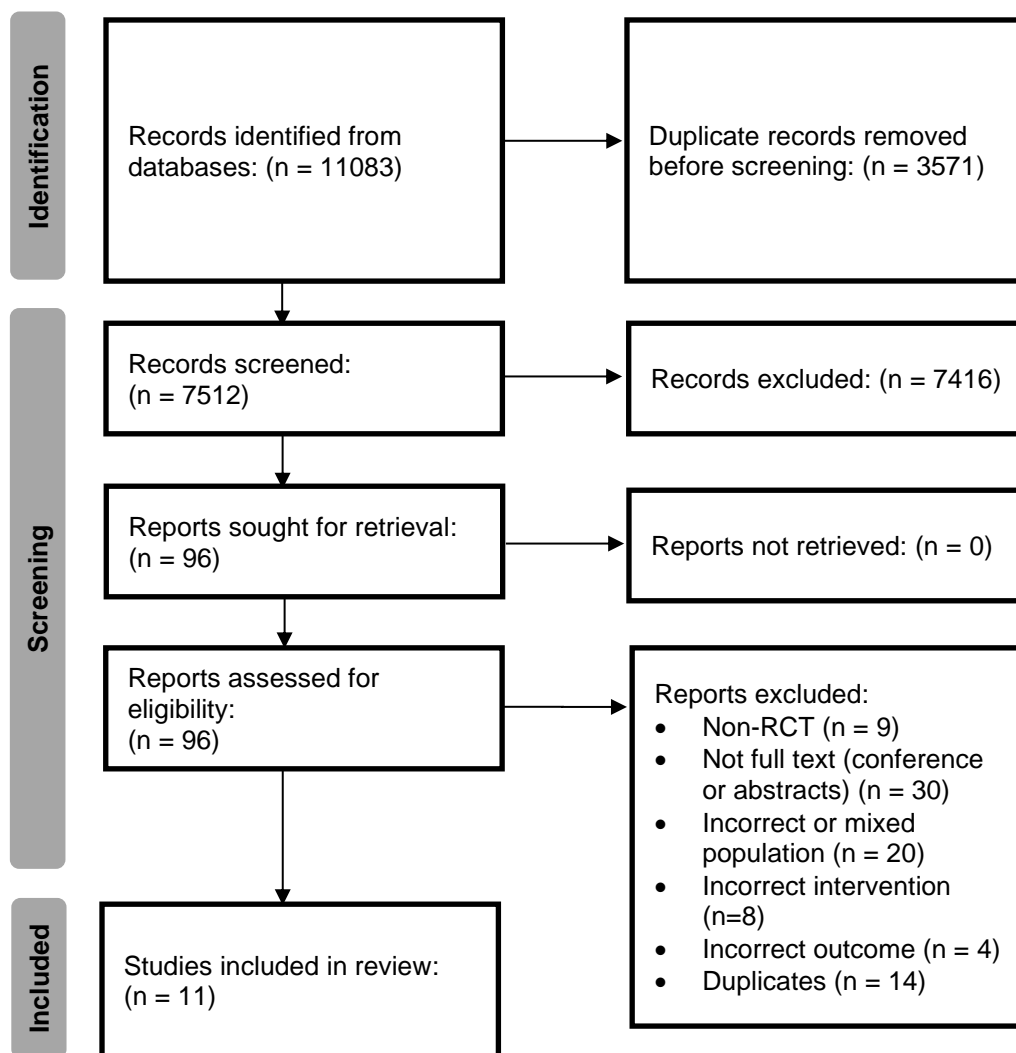 Identification
Records identified from
databases: (n = 11083)
Duplicate records removed
before screening: (n = 3571)
Screening
Records screened:
(n = 7512)
Records excluded: (n = 7416)
Reports sought for retrieval:
(n = 96)
Reports not retrieved: (n = 0)
Reports assessed for
eligibility:
(n = 96)
Reports excluded:
• Non-RCT (n = 9)
• Not full text (conference
or abstracts) (n = 30)
• Incorrect or mixed
population (n = 20)
• Incorrect intervention
(n=8)
• Incorrect outcome (n = 4)
• Duplicates (n = 14)
Included
Studies included in review:
(n = 11)